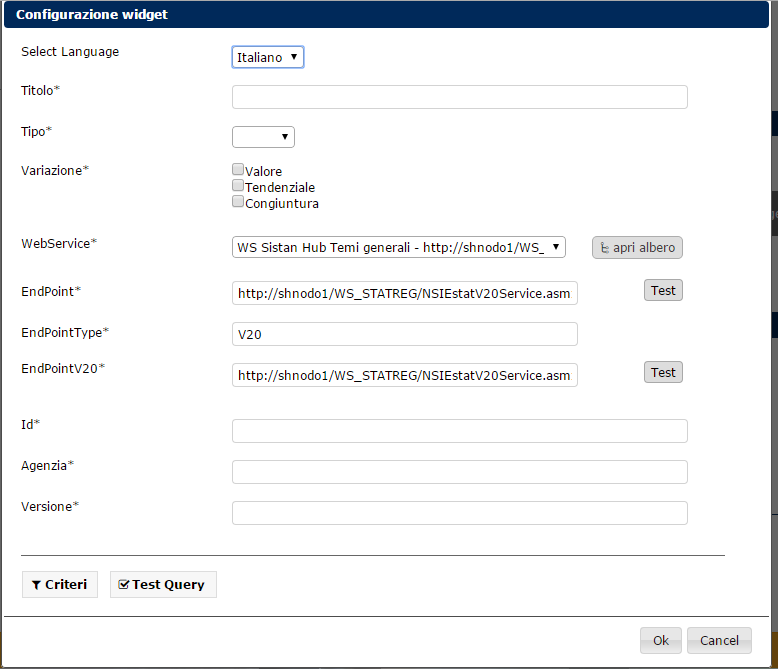 Configurazione widget
Select Language Italiano
Titolo*
Tipo*
Variazione* Valore
Tendenziale
Congiuntura
WebService* WS Sistan Hub Temi generali - http://shnodo1/WS_ apri albero
EndPoint* http://shnodo1/WS_STATREG/NSIEstatV20Service.asm Test
EndPointType* V20
EndPointV20* http://shnodo1/WS_STATREG/NSIEstatV20Service.asm Test
Id*
Agenzia*
Versione*
Criteri Test Query
Ok Cancel